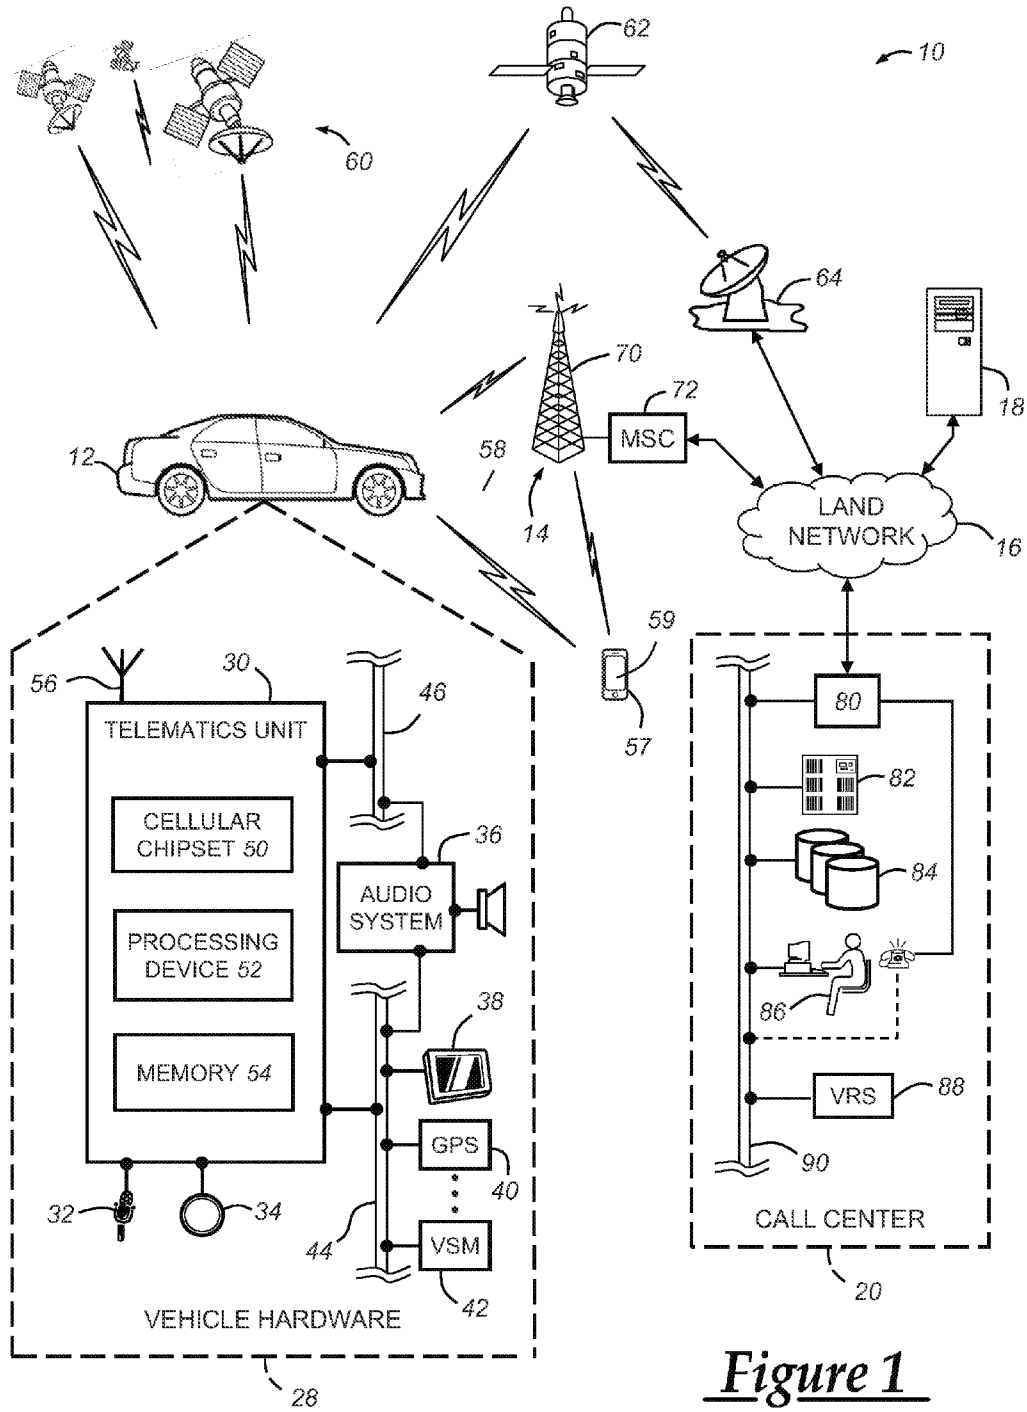 62
10
60
64
70
18
72
MSC
12
58
14
LAND
NETWORK
16
59
57
56
30
46
TELEMATICS UNIT
CELLULAR
CHIPSET 50
PROCESSING
DEVICE 52
MEMORY 54
36
AUDIO
SYSTEM
38
GPS
40
VSM
42
44
32
34
VEHICLE HARDWARE
28
80
82
84
86
VRS
88
90
CALL CENTER
20
Figure 1